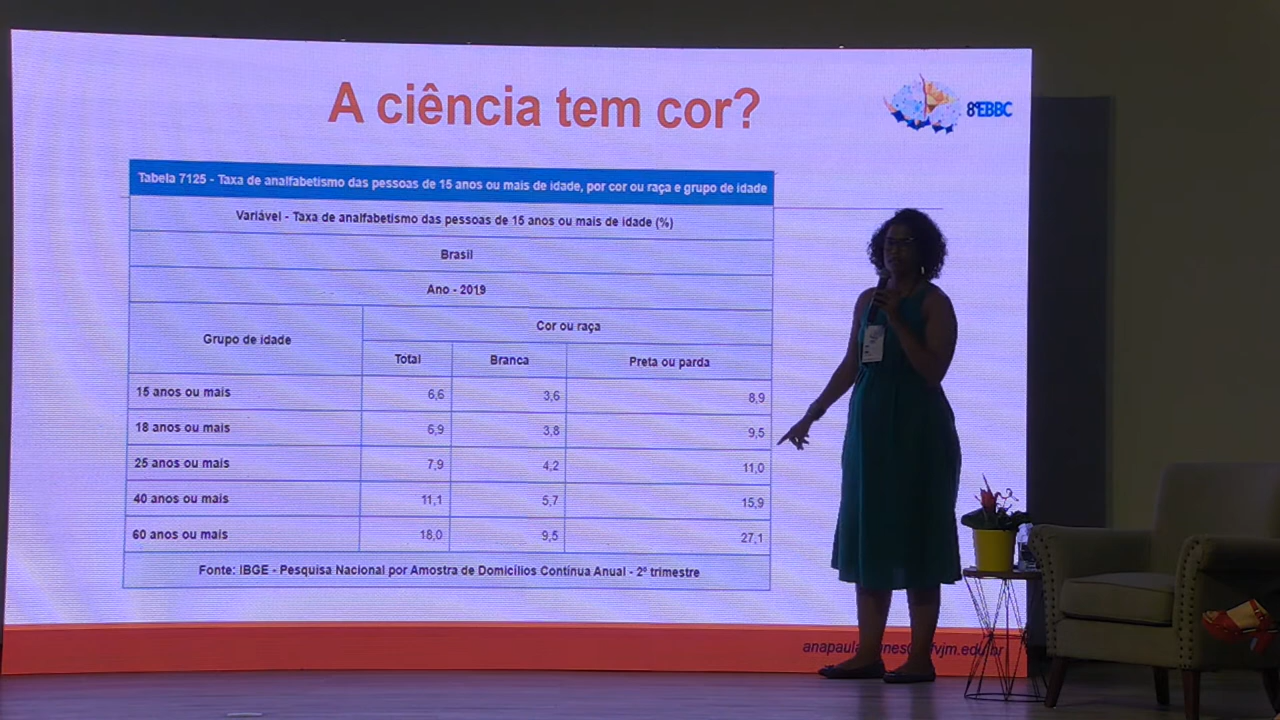 A ciência tem cor?
8ºEBBC
Tabela 7125 - Taxa de analfabetismo das pessoas de 15 anos ou mais de idade, por cor ou raça e grupo de idade
Variável - Taxa de analfabetismo das pessoas de 15 anos ou mais de idade (%)
Brasil
Ano - 2019
Grupo de idade
Cor ou raça
Total Branca Preta ou parda
15 anos ou mais 6,6 3,6 8,9
18 anos ou mais 6,9 3,8 9,5
25 anos ou mais 7,9 4,2 11,0
40 anos ou mais 11,1 5,7 15,9
60 anos ou mais 18,0 9,5 27,1
Fonte: IBGE - Pesquisa Nacional por Amostra de Domicílios Contínua Anual - 2º trimestre